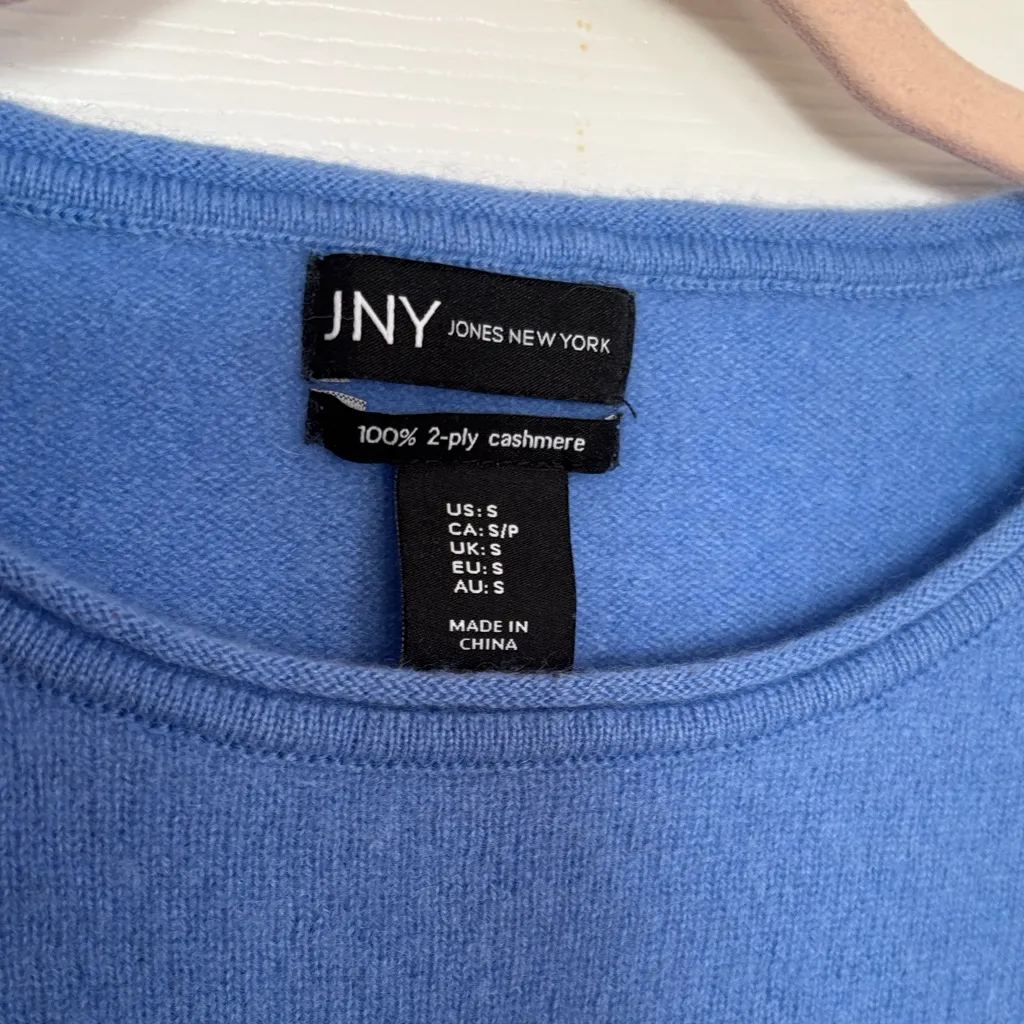 JNY JONES NEW YORK
100% 2-ply cashmere
US: S
CA: S/P
UK: S
EU: S
AU: S
MADE IN
CHINA